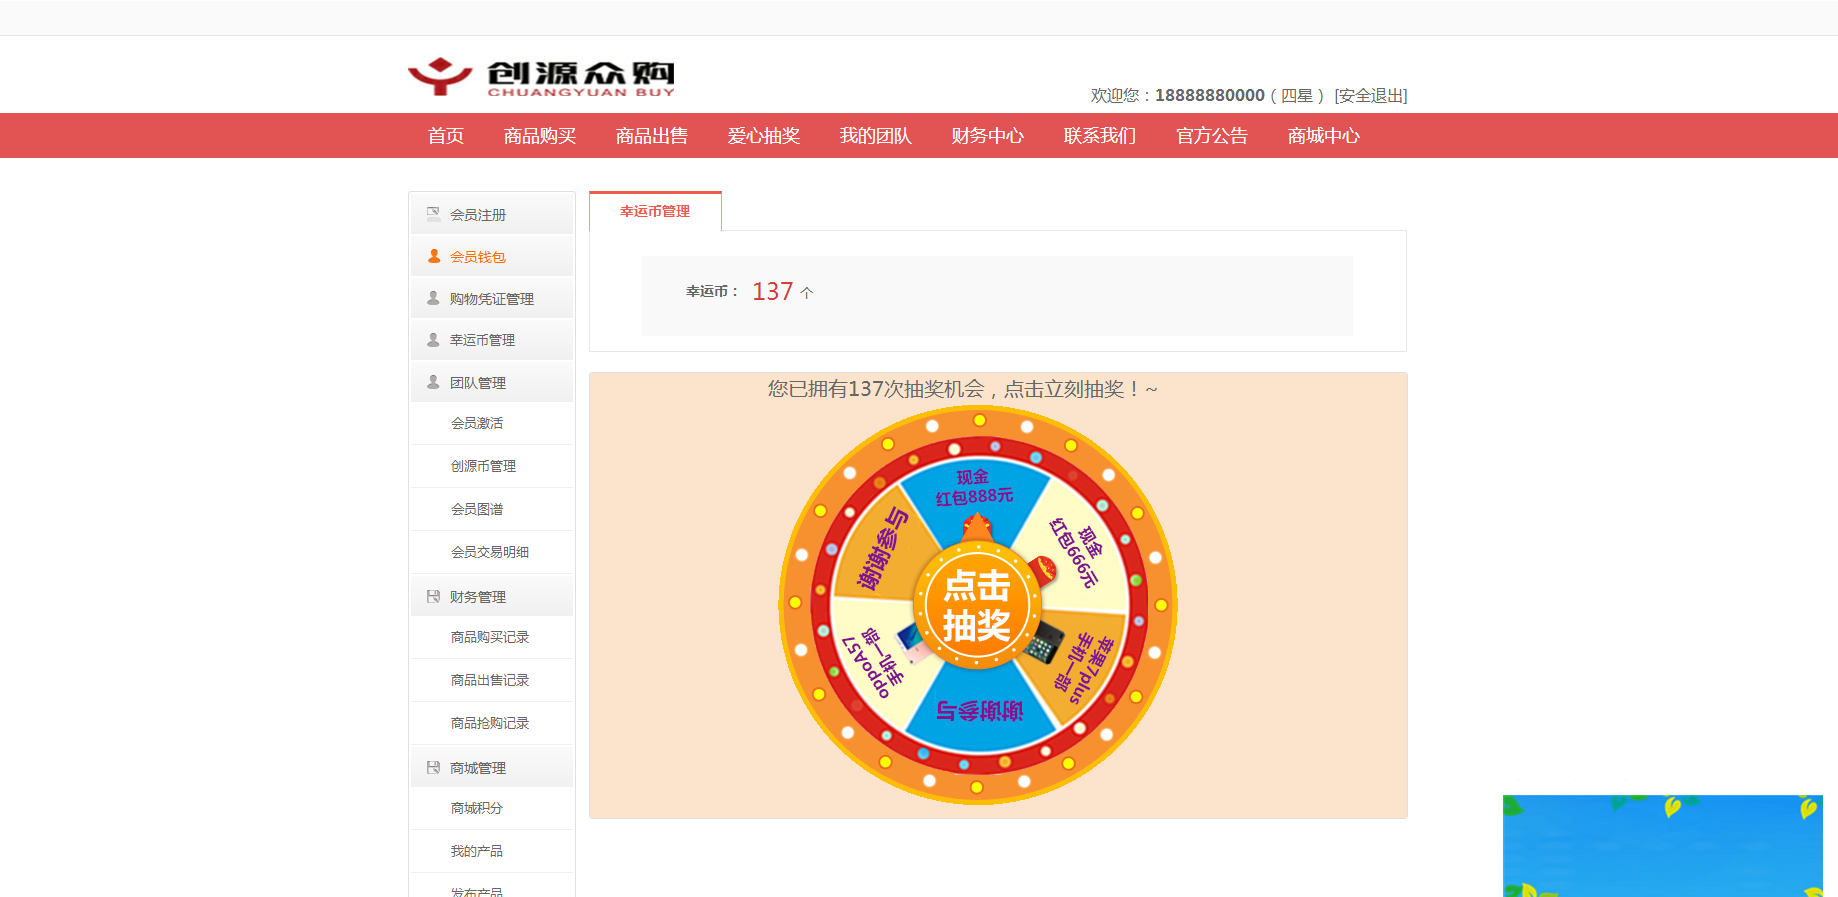 创源众购
CHUANGYUAN BUY
欢迎您：18888880000（四星） [安全退出]
首页 商品购买 商品出售 爱心抽奖 我的团队 财务中心 联系我们 官方公告 商城中心
会员注册
会员钱包
购物凭证管理
幸运币管理
团队管理
会员激活
创源币管理
会员图谱
会员交易明细
财务管理
商品购买记录
商品出售记录
商品抢购记录
商城管理
商城积分
我的产品
发布产品
幸运币管理
幸运币： 137 个
您已拥有137次抽奖机会，点击立刻抽奖！~
现金
红包888元
现金
红包666元
苹果7plus
手机一部
谢谢参与
oppoA57
手机一部
谢谢参与
点击
抽奖